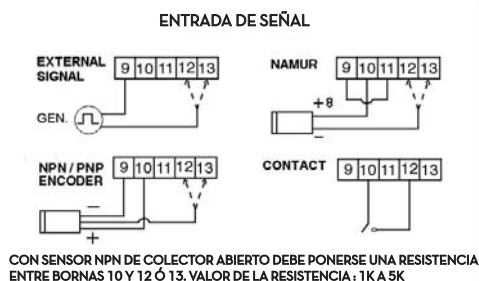 ENTRADA DE SEÑAL
EXTERNAL
SIGNAL
9 10 11 12 13
GEN.
NAMUR
9 10 11 12 13
+8
−
NPN / PNP
ENCODER
9 10 11 12 13
−
+
CONTACT
9 10 11 12 13
CON SENSOR NPN DE COLECTOR ABIERTO DEBE PONERSE UNA RESISTENCIA
ENTRE BORNAS 10 Y 12 Ó 13. VALOR DE LA RESISTENCIA : 1K A 5K